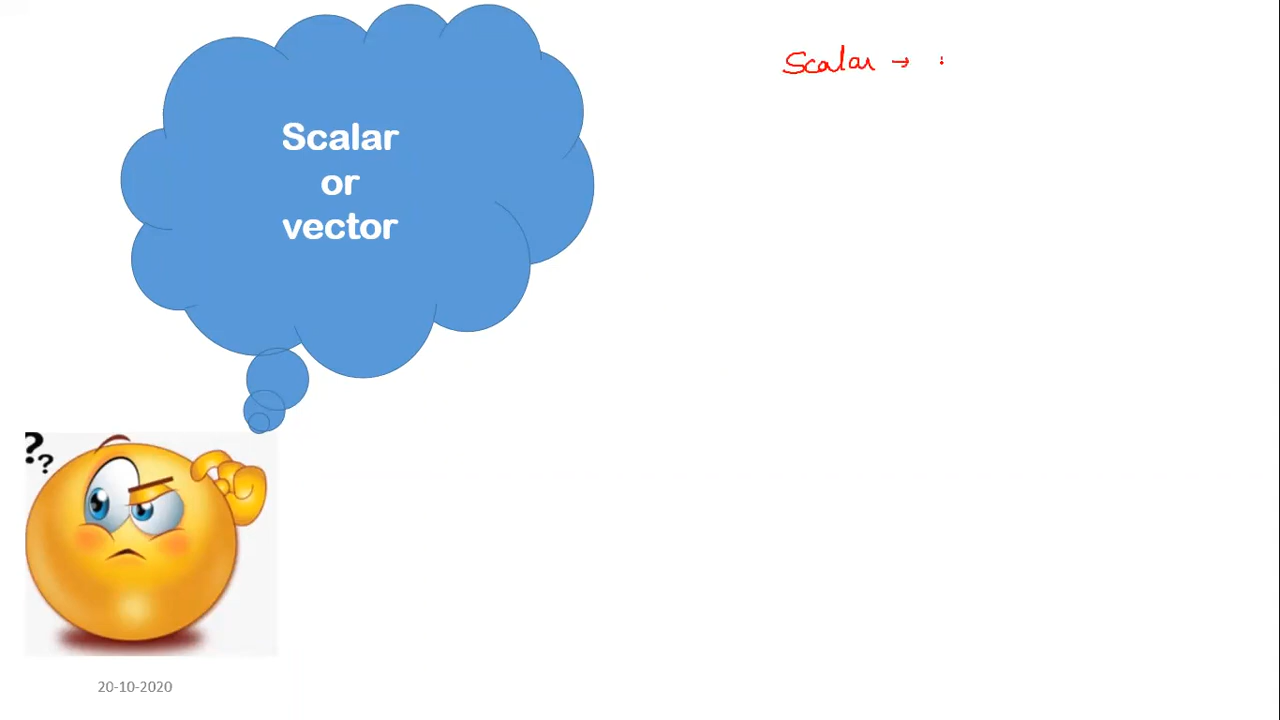 Scalar
or
vector
Scalar →
??
20-10-2020